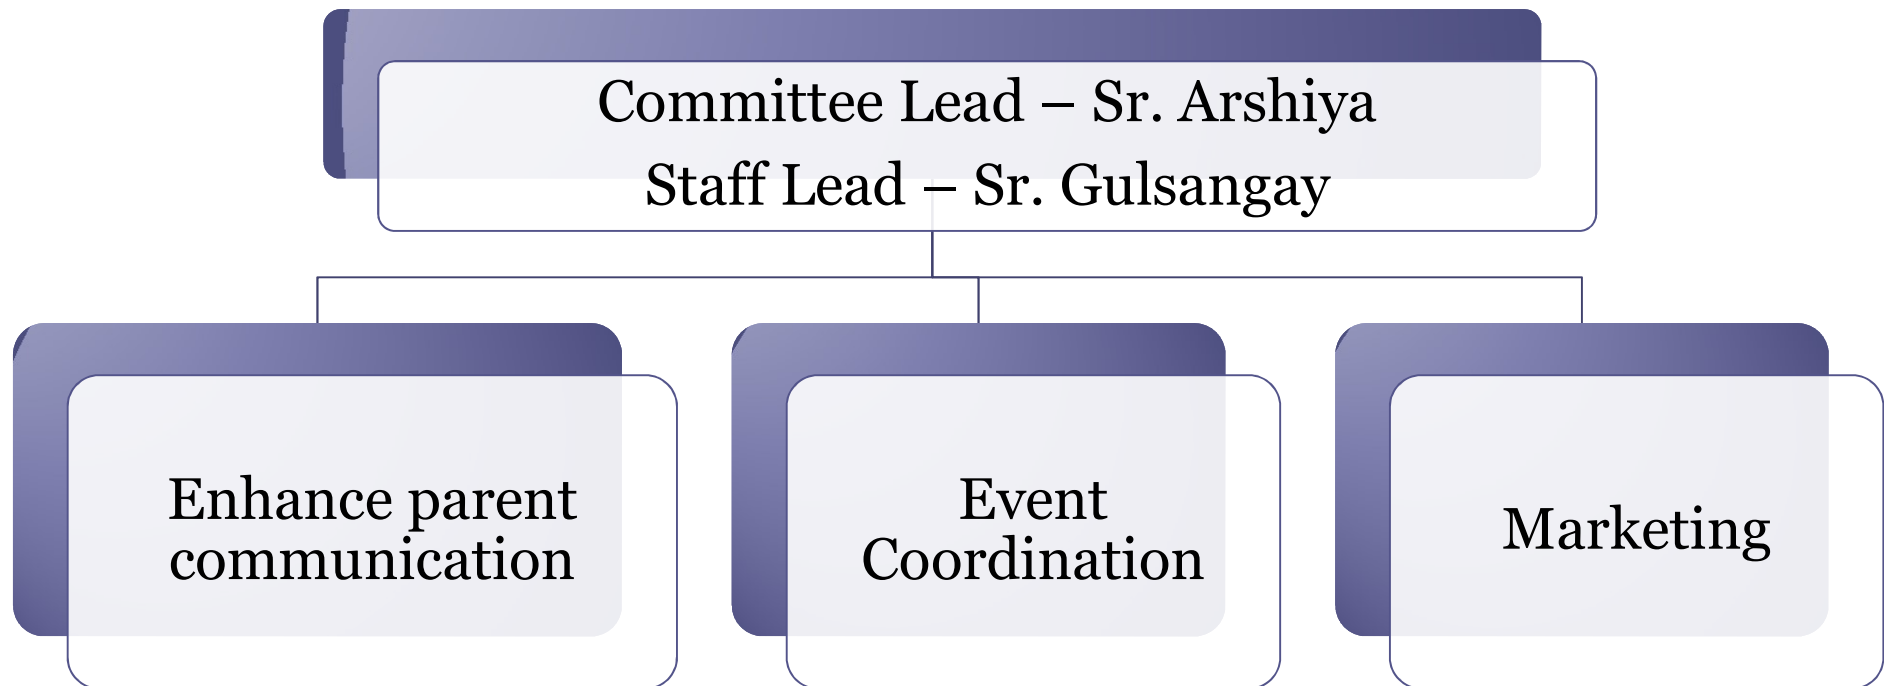 Committee Lead – Sr. Arshiya
Staff Lead – Sr. Gulsangay
Enhance parent
communication
Event
Coordination
Marketing